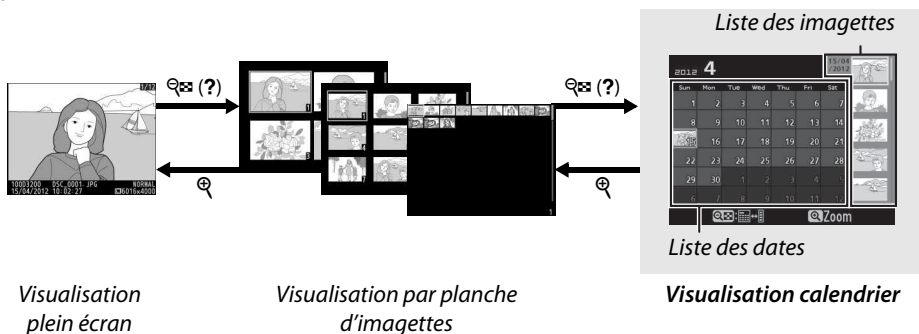 Liste des imagettes
(?)
(?)
1/12
100D3200 DSC_0001. JPG NORMAL
15/04/2012 10:02:27 6016x4000
2012 4
15/04
/2012
Sun Mon Tue Wed Thu Fri Sat
1 2 3 4 5 6 7
8 9 10 11 12 13 14
16 17 18 19 20 21
22 23 24 25 26 27 28
29 30 1 2 3 4 5
6 7 8 9 10 11 12
Zoom
Liste des dates
Visualisation
plein écran
Visualisation par planche
d'imagettes
Visualisation calendrier